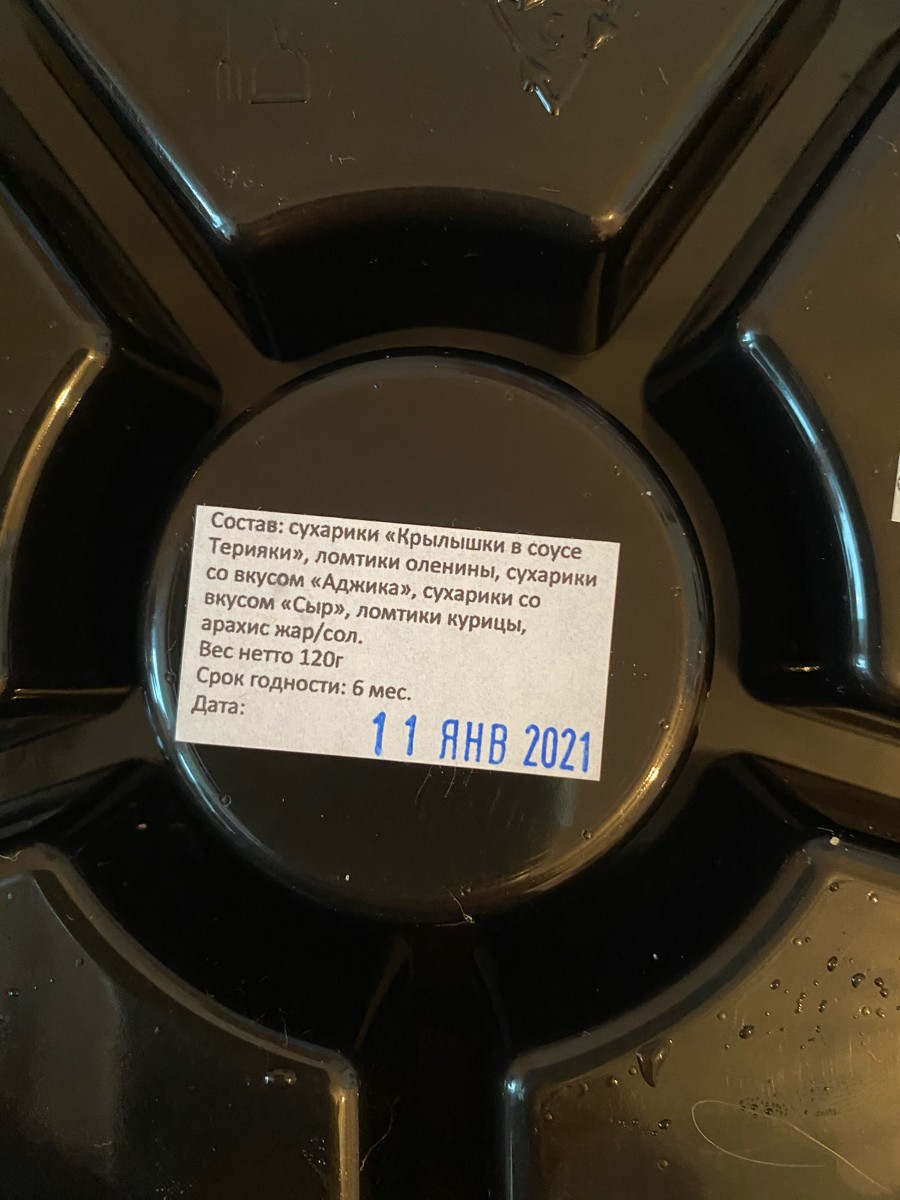 Состав: сухарики «Крылышки в соусе
Терияки», ломтики оленины, сухарики
со вкусом «Аджика», сухарики со
вкусом «Сыр», ломтики курицы,
арахис жар/сол.
Вес нетто 120г
Срок годности: 6 мес.
Дата:
11 ЯНВ 2021